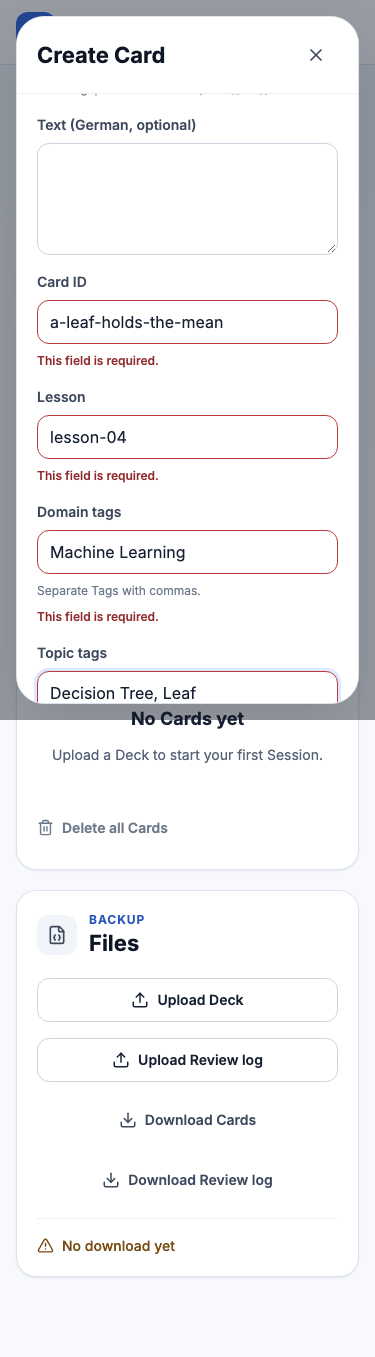 Create Card
Text (German, optional)
Card ID
a-leaf-holds-the-mean
This field is required.
Lesson
lesson-04
This field is required.
Domain tags
Machine Learning
Separate Tags with commas.
This field is required.
Topic tags
Decision Tree, Leaf
No Cards yet
Upload a Deck to start your first Session.
Delete all Cards
BACKUP
Files
Upload Deck
Upload Review log
Download Cards
Download Review log
No download yet